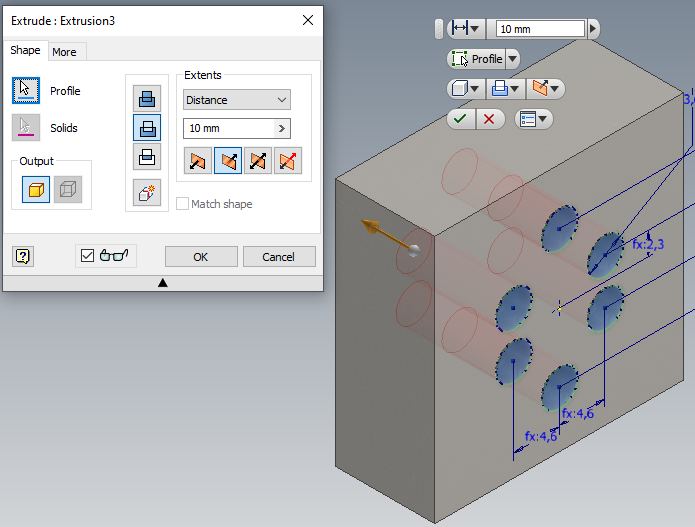 Extrude : Extrusion3
Shape
More
Profile
Solids
Output
Extents
Distance
10 mm
Match shape
?
OK
Cancel
10 mm
Profile
fx:2,3
fx:4,6
fx:4,6